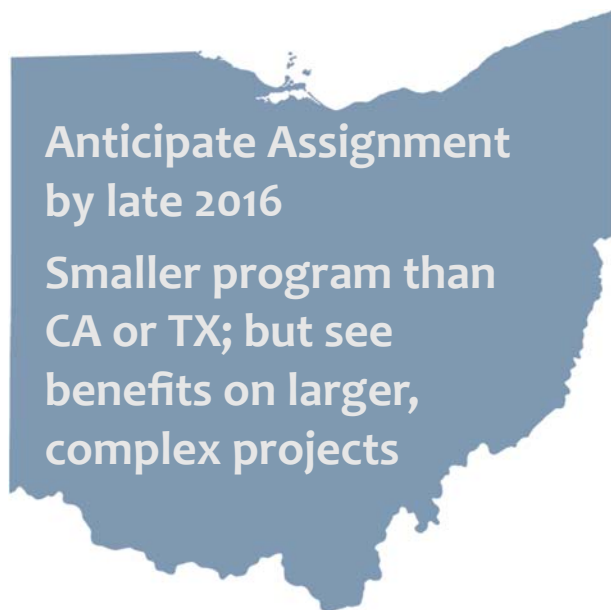 Anticipate Assignment
by late 2016
Smaller program than
CA or TX; but see
benefits on larger,
complex projects